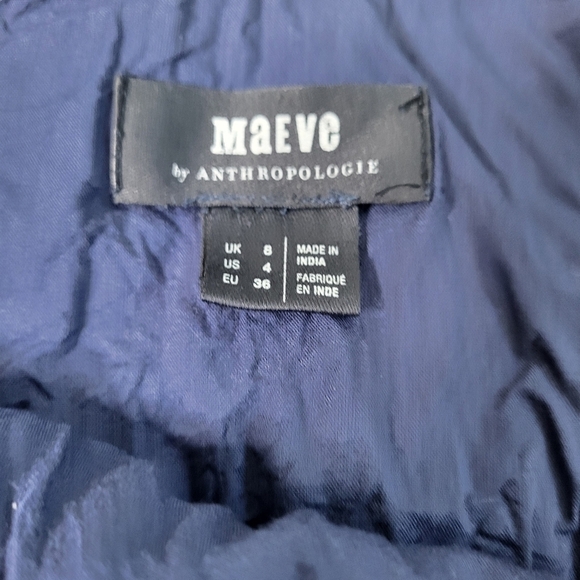 MaEVe
by ANTHROPOLOGIE
UK 8
US 4
EU 36
MADE IN
INDIA
FABRIQUÉ
EN INDE